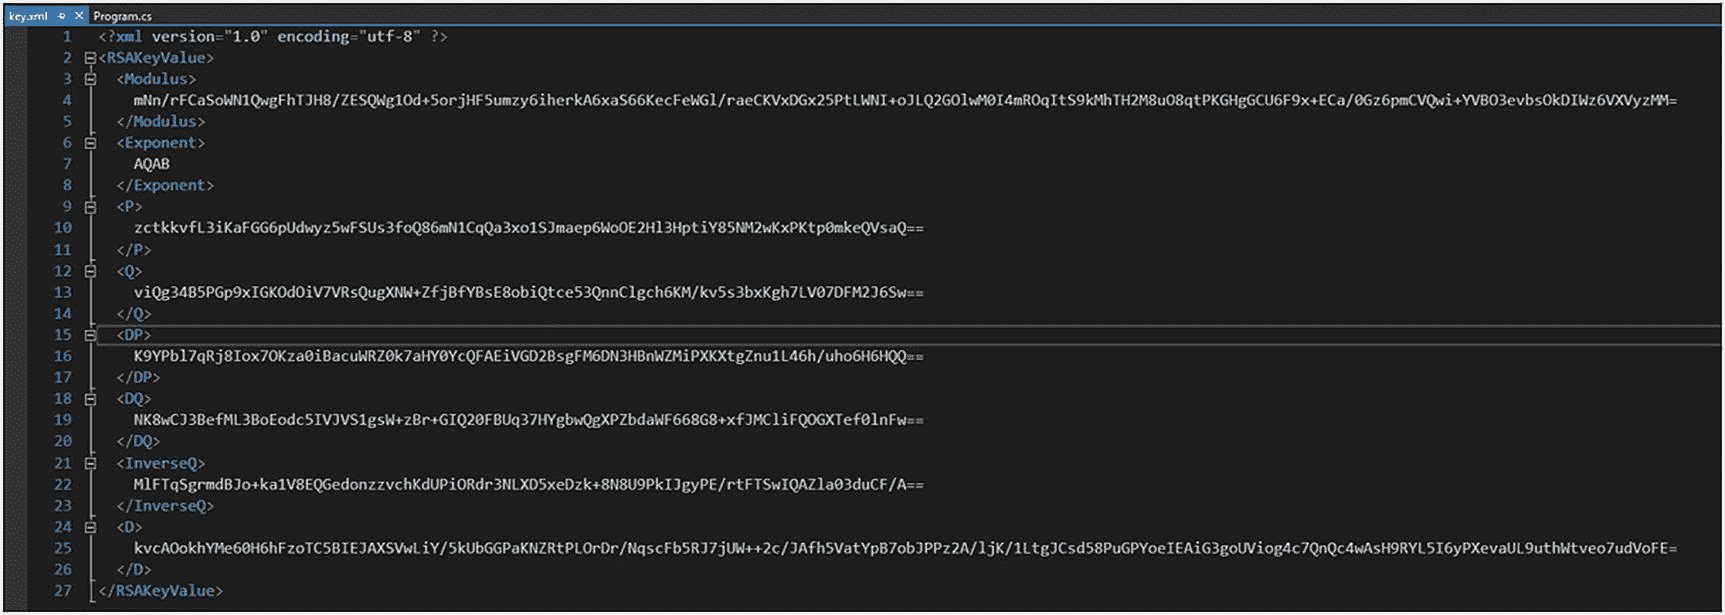 key.xml Program.cs
1 <?xml version="1.0" encoding="utf-8" ?>
2 <RSAKeyValue>
3 <Modulus>
4 mNn/rFCaSoWN1QwgFhTJH8/ZESQWg1Od+5orjHF5umzy6iherkA6xaS66KecFeWGl/raeCKVxDGx25PtLWNI+oJLQ2GOlwM0I4mROqItS9kMhTH2M8uO8qtPKGHgGCU6F9x+ECa/0Gz6pmCVQwi+YVBO3evbsOkDIWz6VXVyzMM=
5 </Modulus>
6 <Exponent>
7 AQAB
8 </Exponent>
9 <P>
10 zctkkvfL3iKaFGG6pUdwyz5wFSUs3foQ86mN1CqQa3xo1SJmaep6WoOE2Hl3HptiY85NM2wKxPKtp0mkeQVsaQ==
11 </P>
12 <Q>
13 viQg34B5PGp9xIGKOdOiV7VRsQugXNW+ZfjBfYBsE8obiQtce53QnnClgch6KM/kv5s3bxKgh7LV07DFM2J6Sw==
14 </Q>
15 <DP>
16 K9YPbl7qRj8Iox7OKza0iBacuWRZ0k7aHY0YcQFAEiVGD2BsgFM6DN3HBnWZMiPXKXtgZnu1L46h/uho6H6HQQ==
17 </DP>
18 <DQ>
19 NK8wCJ3BefML3BoEodc5IVJVS1gsW+zBr+GIQ20FBUq37HYgbwQgXPZbdaWF668G8+xfJMCliFQOGXTef0lnFw==
20 </DQ>
21 <InverseQ>
22 MlFTqSgrmdBJo+ka1V8EQGedonzzvchKdUPiORdr3NLXD5xeDzk+8N8U9PkIJgyPE/rtFTSwIQAZla03duCF/A==
23 </InverseQ>
24 <D>
25 kvcAOokhYMe60H6hFzoTC5BIEJAXSVwLiY/5kUbGGPaKNZRtPLOrDr/NqscFb5RJ7jUW++2c/JAfh5VatYpB7obJPPz2A/ljK/1LtgJCsd58PuGPYoeIEAiG3goUViog4c7QnQc4wAsH9RYL5I6yPXevaUL9uthWtveo7udVoFE=
26 </D>
27 </RSAKeyValue>